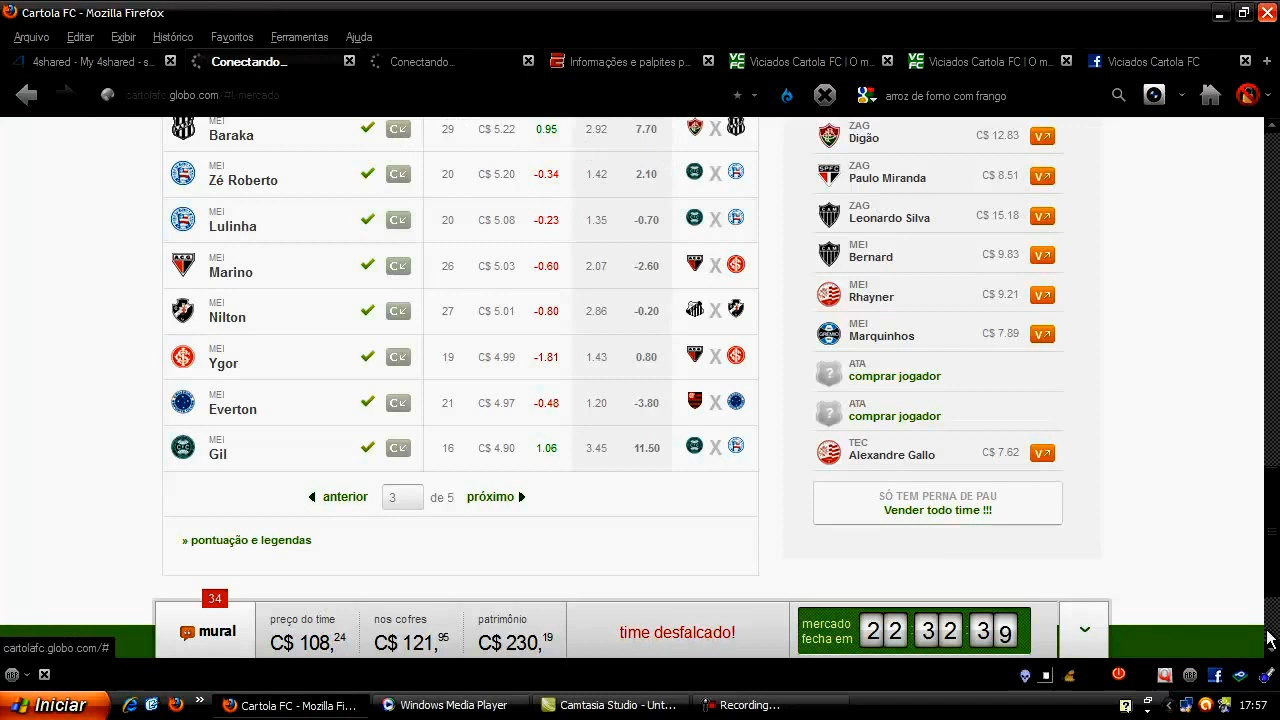 Cartola FC - Mozilla Firefox
Arquivo Editar Exibir Histórico Favoritos Ferramentas Ajuda
4shared - My 4shared - s... Conectando... Conectando... Informações e palpites p... Viciados Cartola FC | O m... Viciados Cartola FC | O m... Viciados Cartola FC
cartolafc.globo.com/#!/mercado arroz de forno com frango
MEI
Baraka 29 C$ 5.22 0.95 2.92 7.70 X
MEI
Zé Roberto 20 C$ 5.20 -0.34 1.42 2.10 X
MEI
Lulinha 20 C$ 5.08 -0.23 1.35 -0.70 X
MEI
Marino 26 C$ 5.03 -0.60 2.07 -2.60 X
MEI
Nilton 27 C$ 5.01 -0.80 2.86 -0.20 X
MEI
Ygor 19 C$ 4.99 -1.81 1.43 0.80 X
MEI
Everton 21 C$ 4.97 -0.48 1.20 -3.80 X
MEI
Gil 16 C$ 4.90 1.06 3.45 11.50 X
anterior 3 de 5 próximo
» pontuação e legendas
ZAG
Digão C$ 12.83 V
ZAG
Paulo Miranda C$ 8.51 V
ZAG
Leonardo Silva C$ 15.18 V
MEI
Bernard C$ 9.83 V
MEI
Rhayner C$ 9.21 V
MEI
Marquinhos C$ 7.89 V
ATA
comprar jogador
ATA
comprar jogador
TEC
Alexandre Gallo C$ 7.62 V
SÓ TEM PERNA DE PAU
Vender todo time !!!
34
mural
preço do time
C$ 108,24
nos cofres
C$ 121,95
patrimônio
C$ 230,19
time desfalcado!
mercado
fecha em
22 32 39
cartolafc.globo.com/#
Iniciar Cartola FC - Mozilla Fi... Windows Media Player Camtasia Studio - Unt... Recording... 17:57